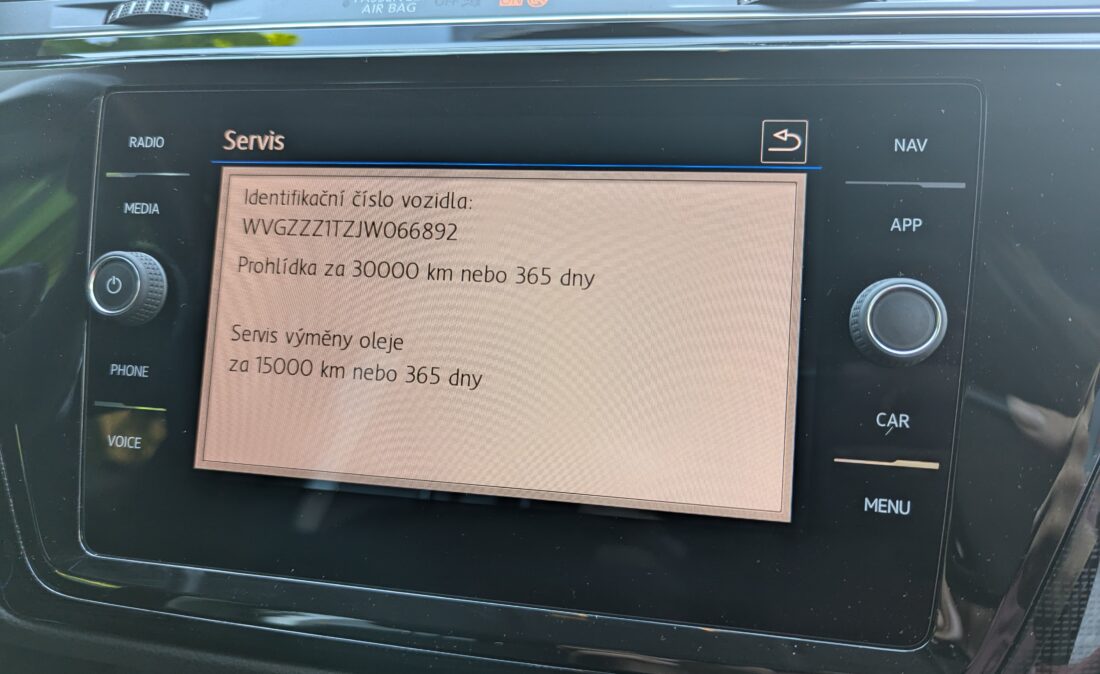 AIR BAG
RADIO
MEDIA
PHONE
VOICE
Servis
Identifikační číslo vozidla:
WVGZZZ1TZJW066892
Prohlídka za 30000 km nebo 365 dny
Servis výměny oleje
za 15000 km nebo 365 dny
NAV
APP
CAR
MENU